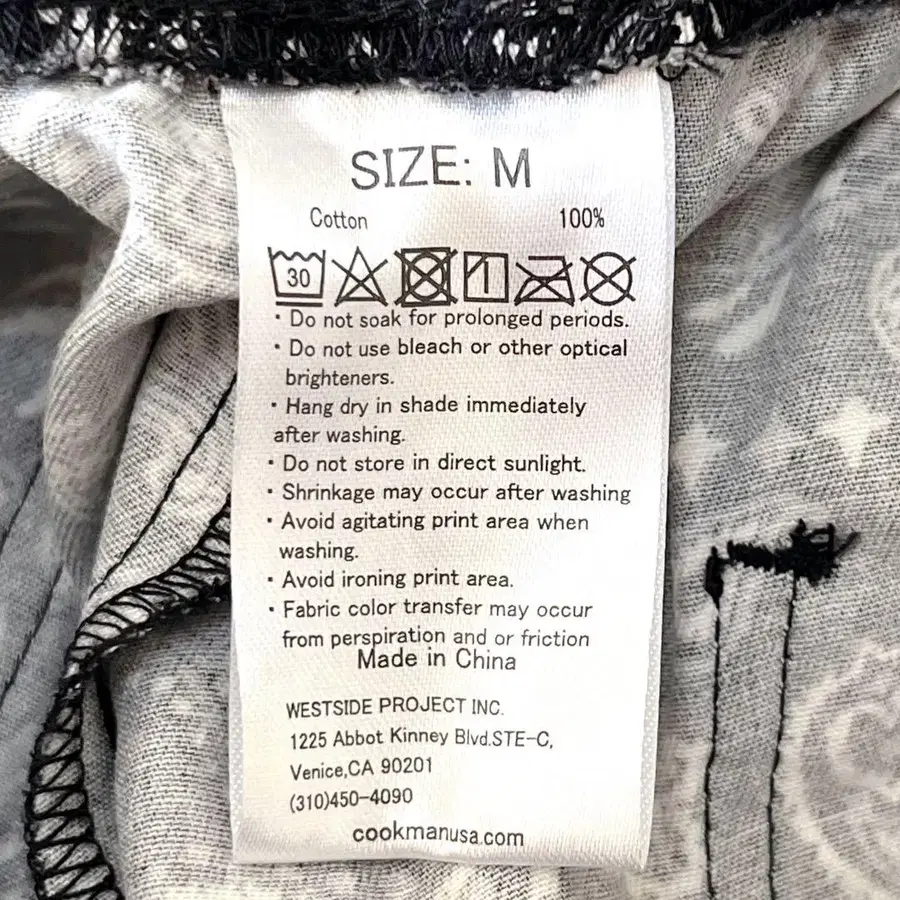 SIZE: M
Cotton 100%
30
• Do not soak for prolonged periods.
• Do not use bleach or other optical
brighteners.
• Hang dry in shade immediately
after washing.
• Do not store in direct sunlight.
• Shrinkage may occur after washing
• Avoid agitating print area when
washing.
• Avoid ironing print area.
• Fabric color transfer may occur
from perspiration and or friction
Made in China
WESTSIDE PROJECT INC.
1225 Abbot Kinney Blvd.STE-C,
Venice,CA 90201
(310)450-4090
cookmanusa.com